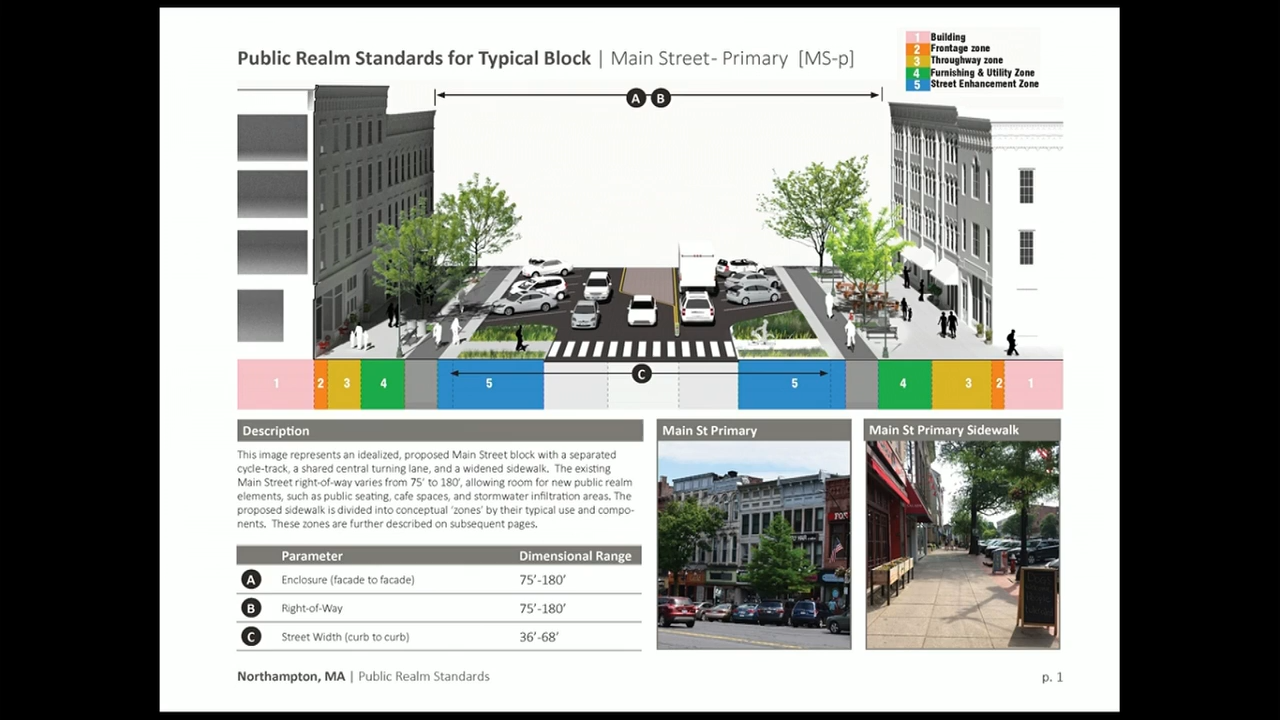 Public Realm Standards for Typical Block | Main Street- Primary [MS-p]
1 Building
2 Frontage zone
3 Throughway zone
4 Furnishing & Utility Zone
5 Street Enhancement Zone
A B
C
1 2 3 4 5 5 4 3 2 1
Description
This image represents an idealized, proposed Main Street block with a separated
cycle-track, a shared central turning lane, and a widened sidewalk. The existing
Main Street right-of-way varies from 75’ to 180’, allowing room for new public realm
elements, such as public seating, cafe spaces, and stormwater infiltration areas. The
proposed sidewalk is divided into conceptual ‘zones’ by their typical use and compo-
nents. These zones are further described on subsequent pages.
Parameter Dimensional Range
A Enclosure (facade to facade) 75’-180’
B Right-of-Way 75’-180’
C Street Width (curb to curb) 36’-68’
Main St Primary
Main St Primary Sidewalk
Northampton, MA | Public Realm Standards
p. 1